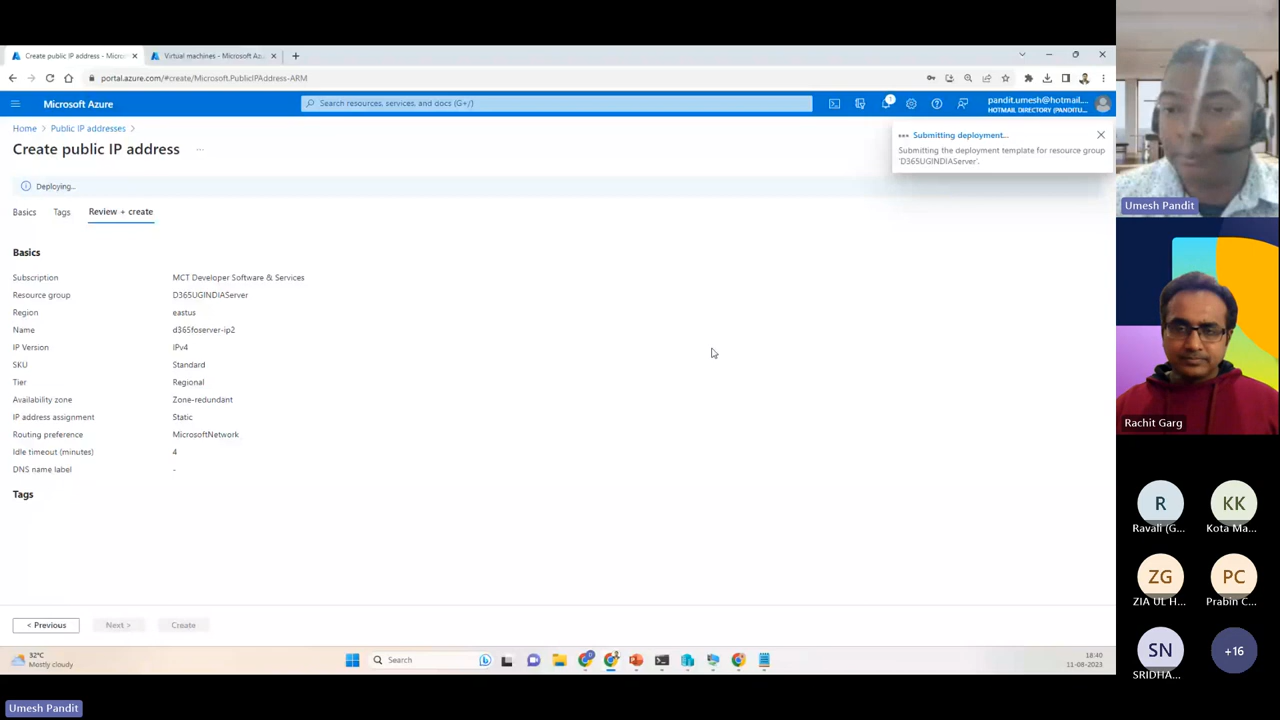 Create public IP address - Micros
Virtual machines - Microsoft Az
portal.azure.com/#create/Microsoft.PublicIPAddress-ARM
Microsoft Azure
Search resources, services, and docs (G+/)
1
pandit.umesh@hotmail....
HOTMAIL DIRECTORY (PANDITU...
Home > Public IP addresses >
Create public IP address ...
Submitting deployment...
Submitting the deployment template for resource group
'D365UGINDIAServer'.
Deploying...
Basics Tags Review + create
Basics
Subscription MCT Developer Software & Services
Resource group D365UGINDIAServer
Region eastus
Name d365foserver-ip2
IP Version IPv4
SKU Standard
Tier Regional
Availability zone Zone-redundant
IP address assignment Static
Routing preference MicrosoftNetwork
Idle timeout (minutes) 4
DNS name label -
Tags
< Previous Next > Create
32°C
Mostly cloudy
Search
18:40
11-08-2023
Umesh Pandit
Umesh Pandit
Rachit Garg
R
Ravali (G...
KK
Kota Ma...
ZG
ZIA UL H...
PC
Prabin C...
SN
SRIDHA...
+16